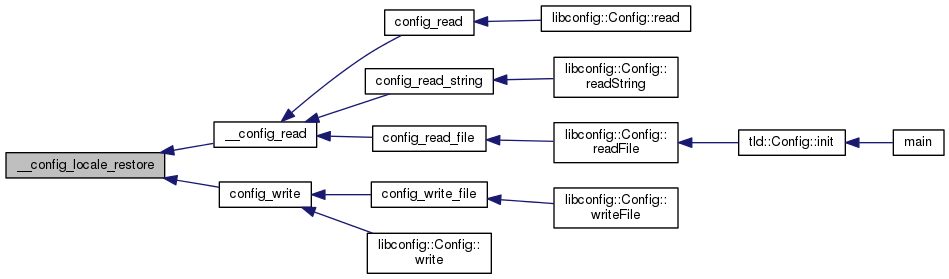 config_read
libconfig::Config::read
config_read_string
libconfig::Config::
readString
__config_read
config_read_file
libconfig::Config::
readFile
tld::Config::init
main
__config_locale_restore
config_write
config_write_file
libconfig::Config::
writeFile
libconfig::Config::
write